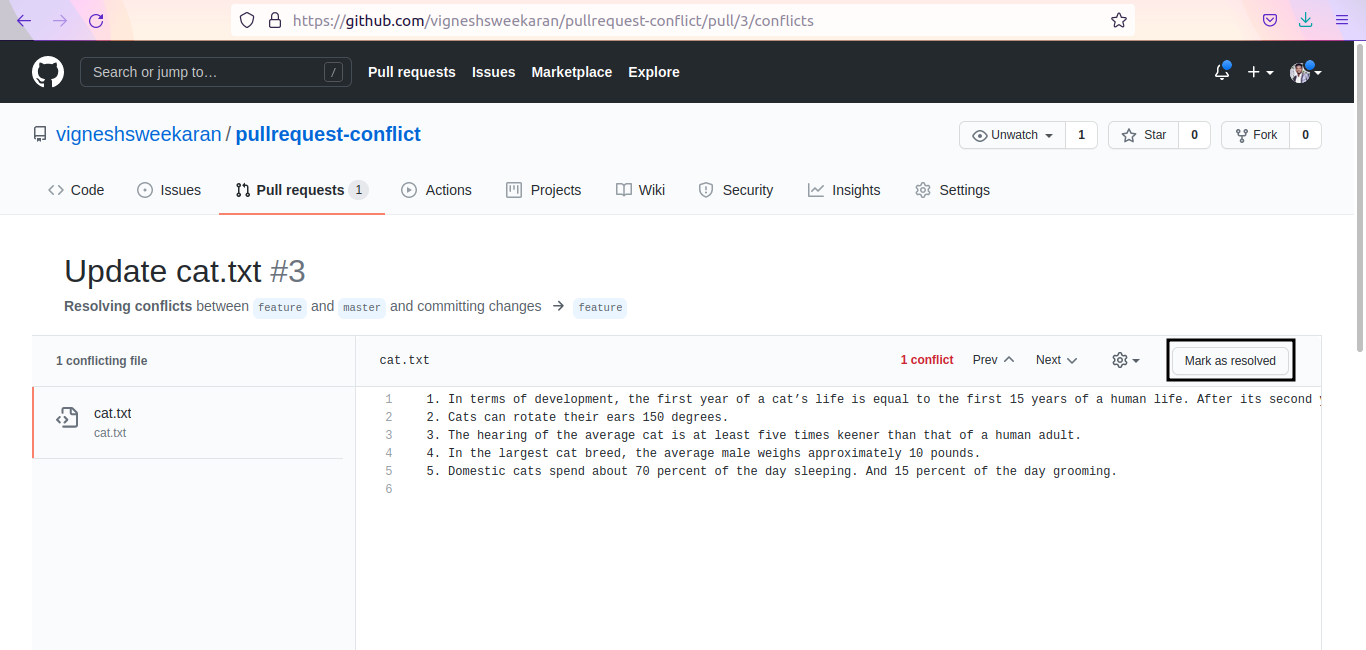 https://github.com/vigneshsweekaran/pullrequest-conflict/pull/3/conflicts
Search or jump to… / Pull requests Issues Marketplace Explore
vigneshsweekaran / pullrequest-conflict Unwatch 1 Star 0 Fork 0
Code Issues Pull requests 1 Actions Projects Wiki Security Insights Settings
Update cat.txt #3
Resolving conflicts between feature and master and committing changes → feature
1 conflicting file cat.txt 1 conflict Prev Next Mark as resolved
cat.txt
cat.txt
1 1. In terms of development, the first year of a cat’s life is equal to the first 15 years of a human life. After its second
2 2. Cats can rotate their ears 150 degrees.
3 3. The hearing of the average cat is at least five times keener than that of a human adult.
4 4. In the largest cat breed, the average male weighs approximately 10 pounds.
5 5. Domestic cats spend about 70 percent of the day sleeping. And 15 percent of the day grooming.
6